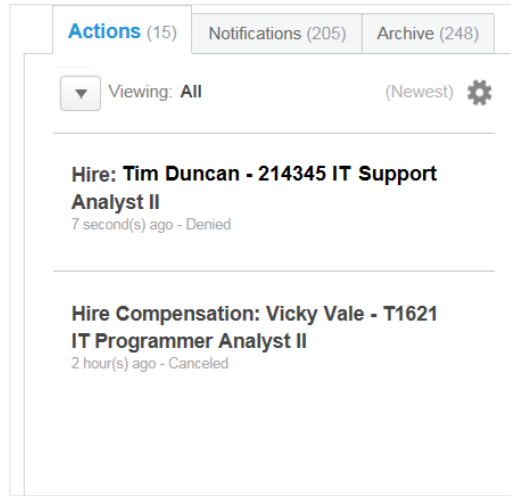 Actions (15) Notifications (205) Archive (248)
Viewing: All (Newest)
Hire: Tim Duncan - 214345 IT Support
Analyst II
7 second(s) ago - Denied
Hire Compensation: Vicky Vale - T1621
IT Programmer Analyst II
2 hour(s) ago - Canceled